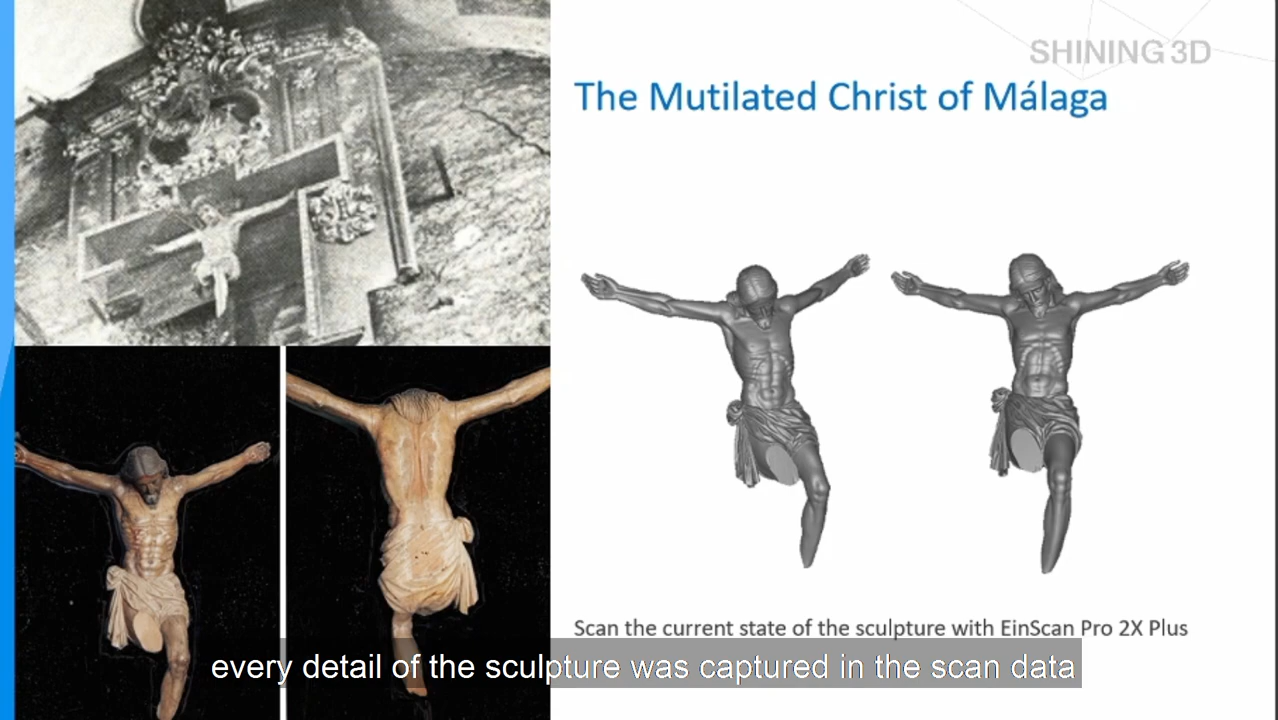 SHINING 3D
The Mutilated Christ of Málaga
Scan the current state of the sculpture with EinScan Pro 2X Plus
every detail of the sculpture was captured in the scan data